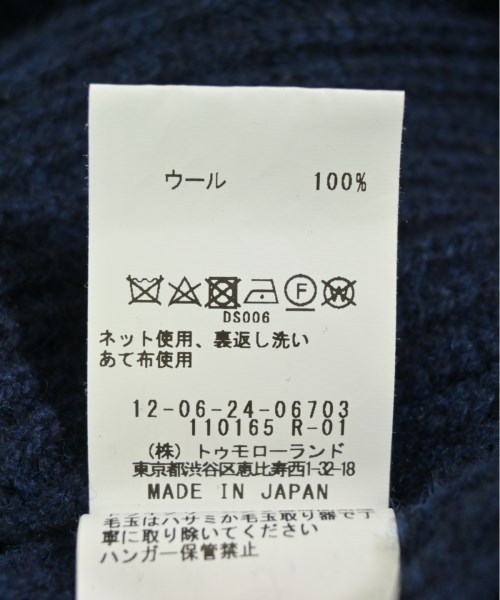 ウール 100%
F W
DS006
ネット使用、裏返し洗い
あて布使用
12-06-24-06703
110165 R-01
(株) トゥモローランド
東京都渋谷区恵比寿西1-32-18
MADE IN JAPAN
毛玉はハサミか毛玉取り器で丁
寧に取り除いてください
ハンガー保管禁止